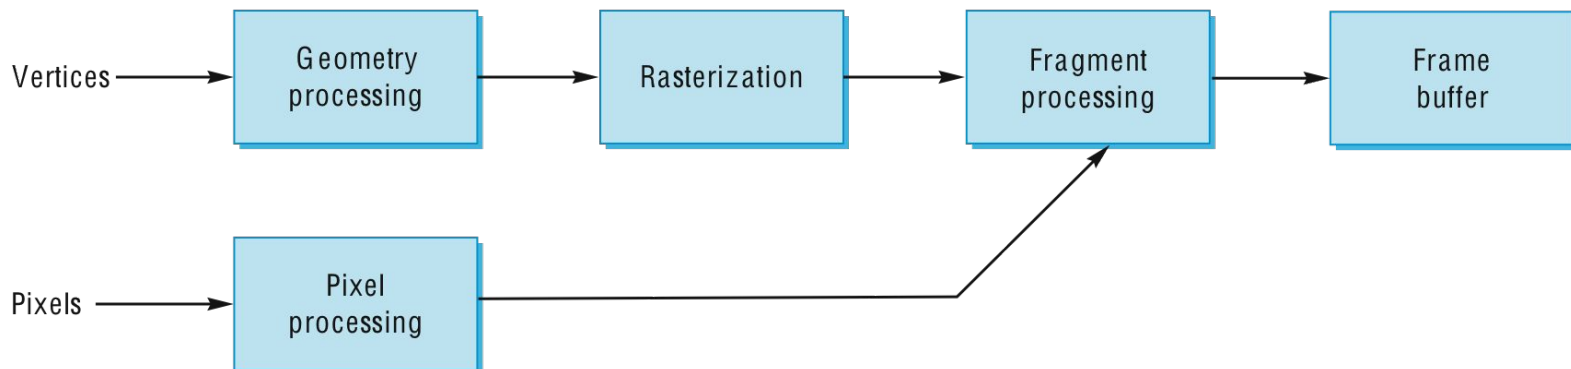 Vertices
Geometry
processing
Rasterization
Fragment
processing
Frame
buffer
Pixels
Pixel
processing